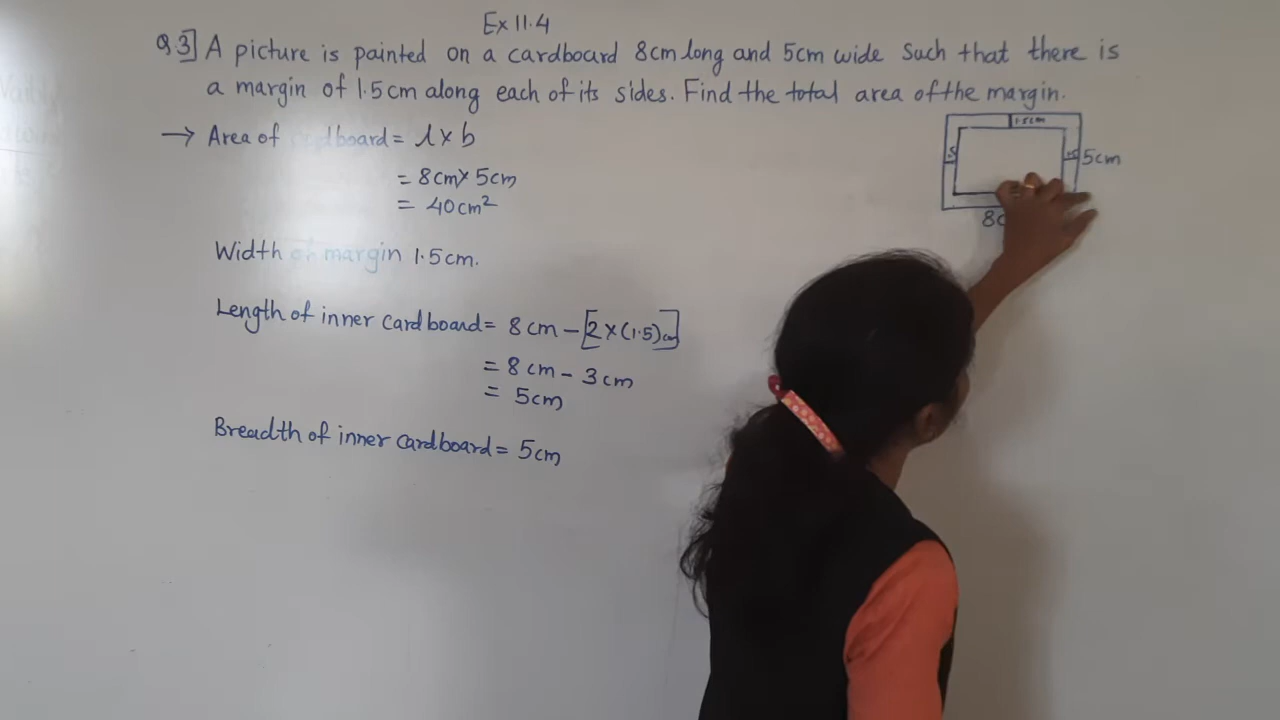 Ex 11.4
Q.3] A picture is painted on a cardboard 8cm long and 5cm wide such that there is
a margin of 1.5cm along each of its sides. Find the total area of the margin.
→ Area of cardboard = l × b
= 8cm × 5cm
= 40cm²
Width of margin 1.5cm.
Length of inner cardboard = 8cm – [2 × (1.5)cm]
= 8cm – 3cm
= 5cm
Breadth of inner cardboard = 5cm
1.5cm
5cm